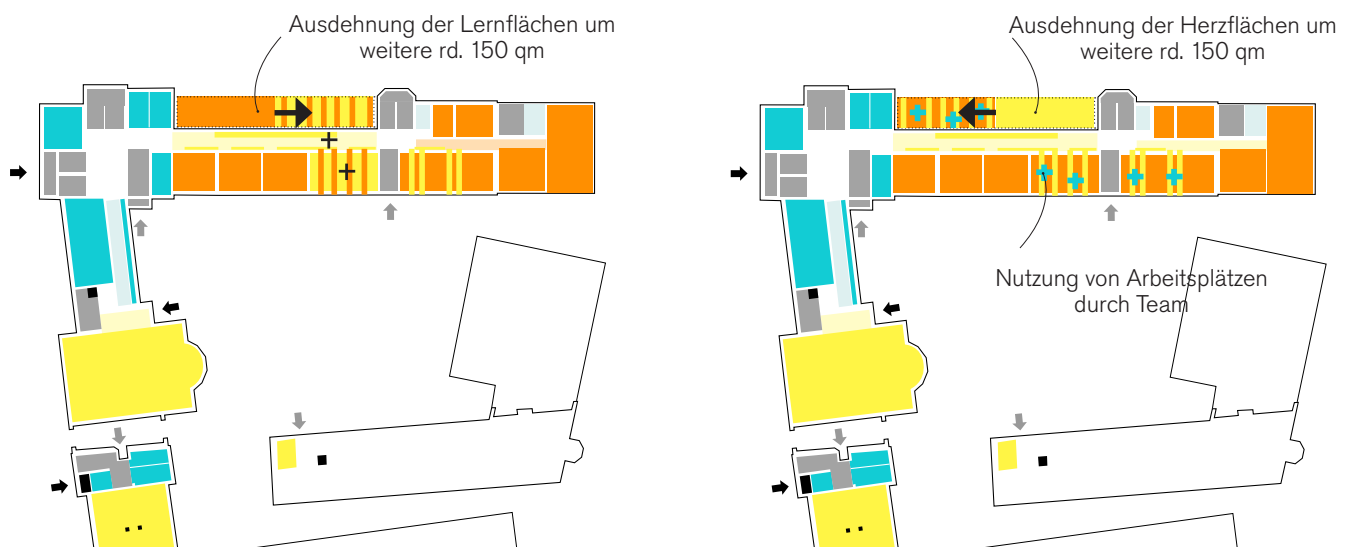 Ausdehnung der Lernflächen um
weitere rd. 150 qm
Ausdehnung der Herzflächen um
weitere rd. 150 qm
Nutzung von Arbeitsplätzen
durch Team